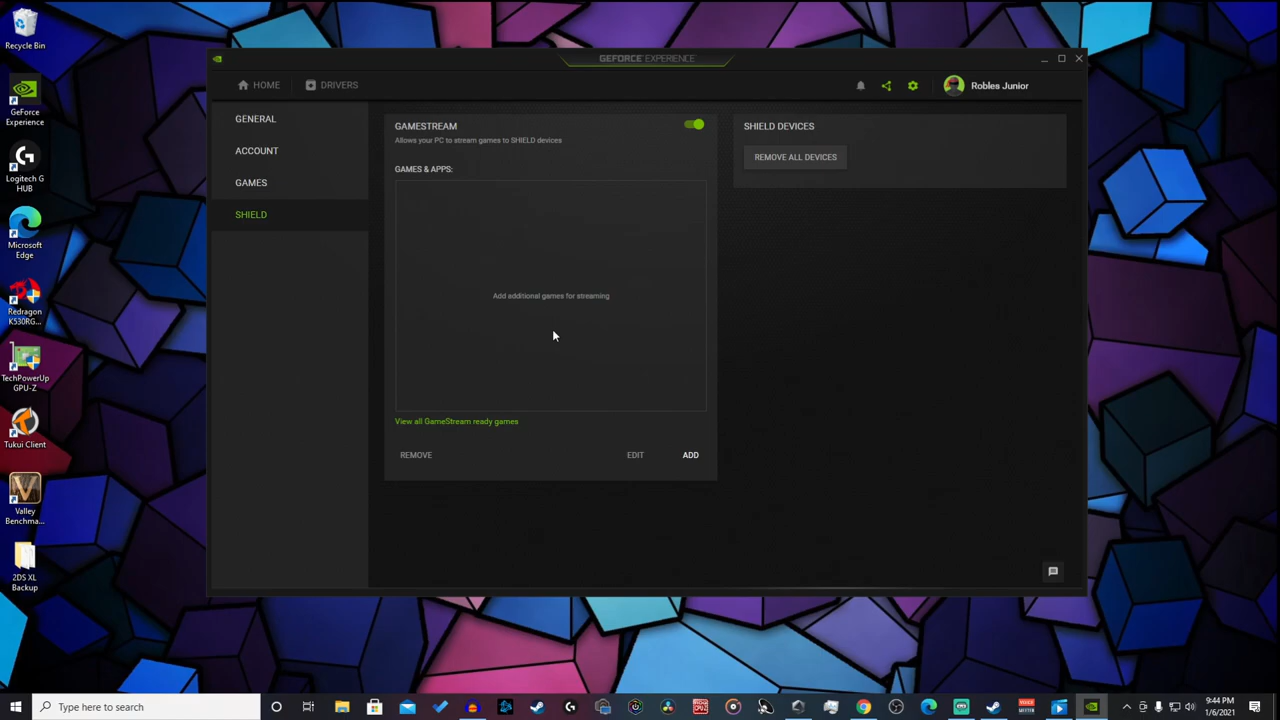 Recycle Bin
GeForce
Experience
Logitech G
HUB
Microsoft
Edge
Redragon
K530RG...
TechPowerUp
GPU-Z
Tukui Client
Valley
Benchma...
2DS XL
Backup
GEFORCE EXPERIENCE
HOME
DRIVERS
Robles Junior
GENERAL
ACCOUNT
GAMES
SHIELD
GAMESTREAM
Allows your PC to stream games to SHIELD devices
GAMES & APPS:
Add additional games for streaming
View all GameStream ready games
REMOVE
EDIT
ADD
SHIELD DEVICES
REMOVE ALL DEVICES
Type here to search
9:44 PM
1/6/2021